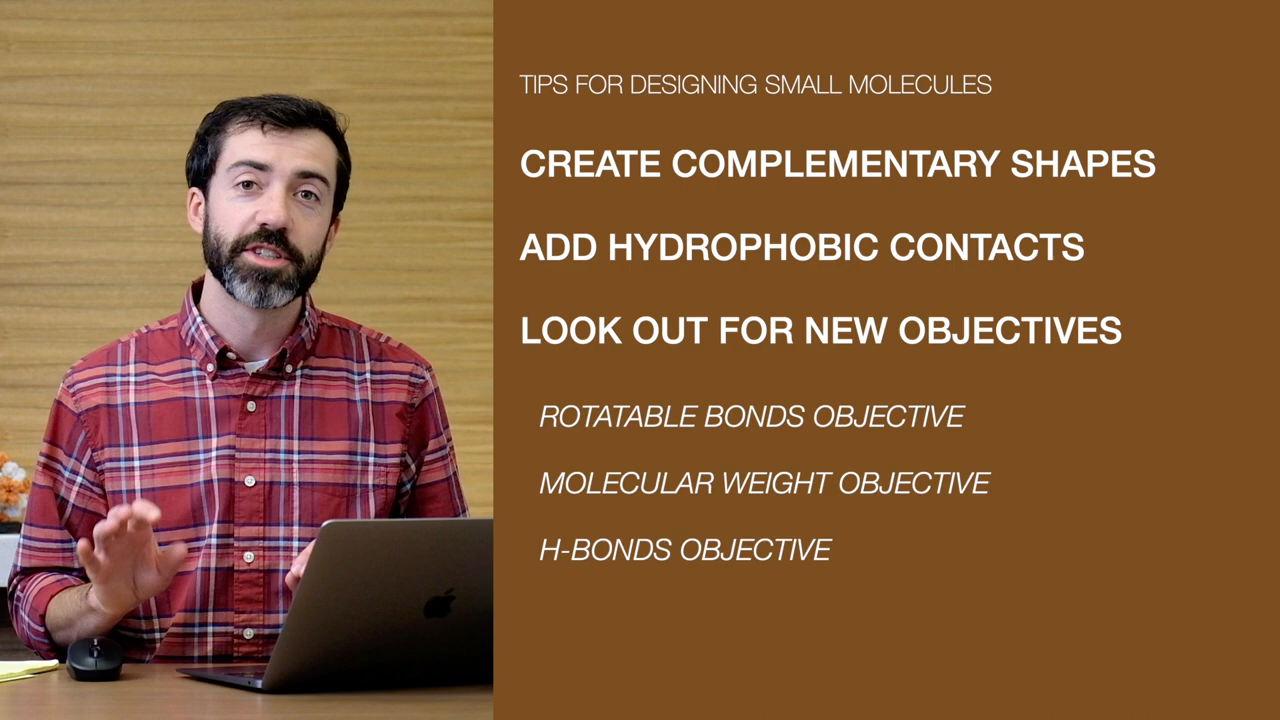 TIPS FOR DESIGNING SMALL MOLECULES
CREATE COMPLEMENTARY SHAPES
ADD HYDROPHOBIC CONTACTS
LOOK OUT FOR NEW OBJECTIVES
ROTATABLE BONDS OBJECTIVE
MOLECULAR WEIGHT OBJECTIVE
H-BONDS OBJECTIVE